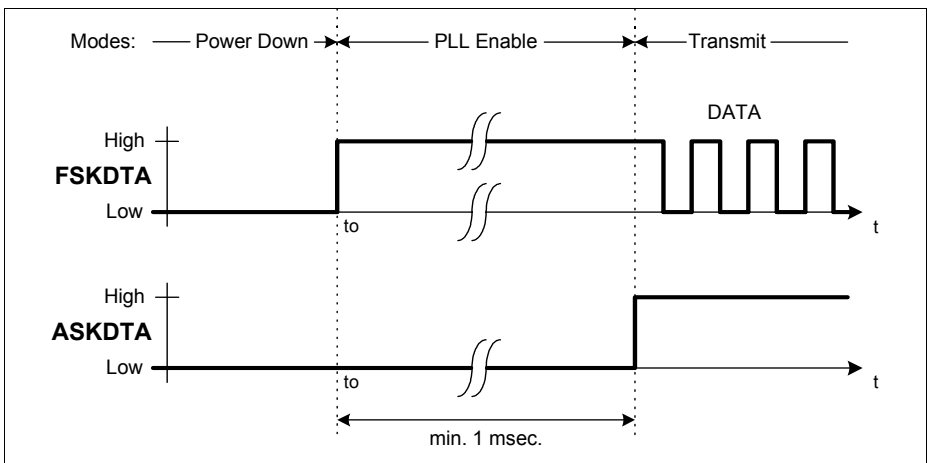 Modes: Power Down PLL Enable Transmit
DATA
High
FSKDTA
Low
to
t
High
ASKDTA
Low
to
t
min. 1 msec.